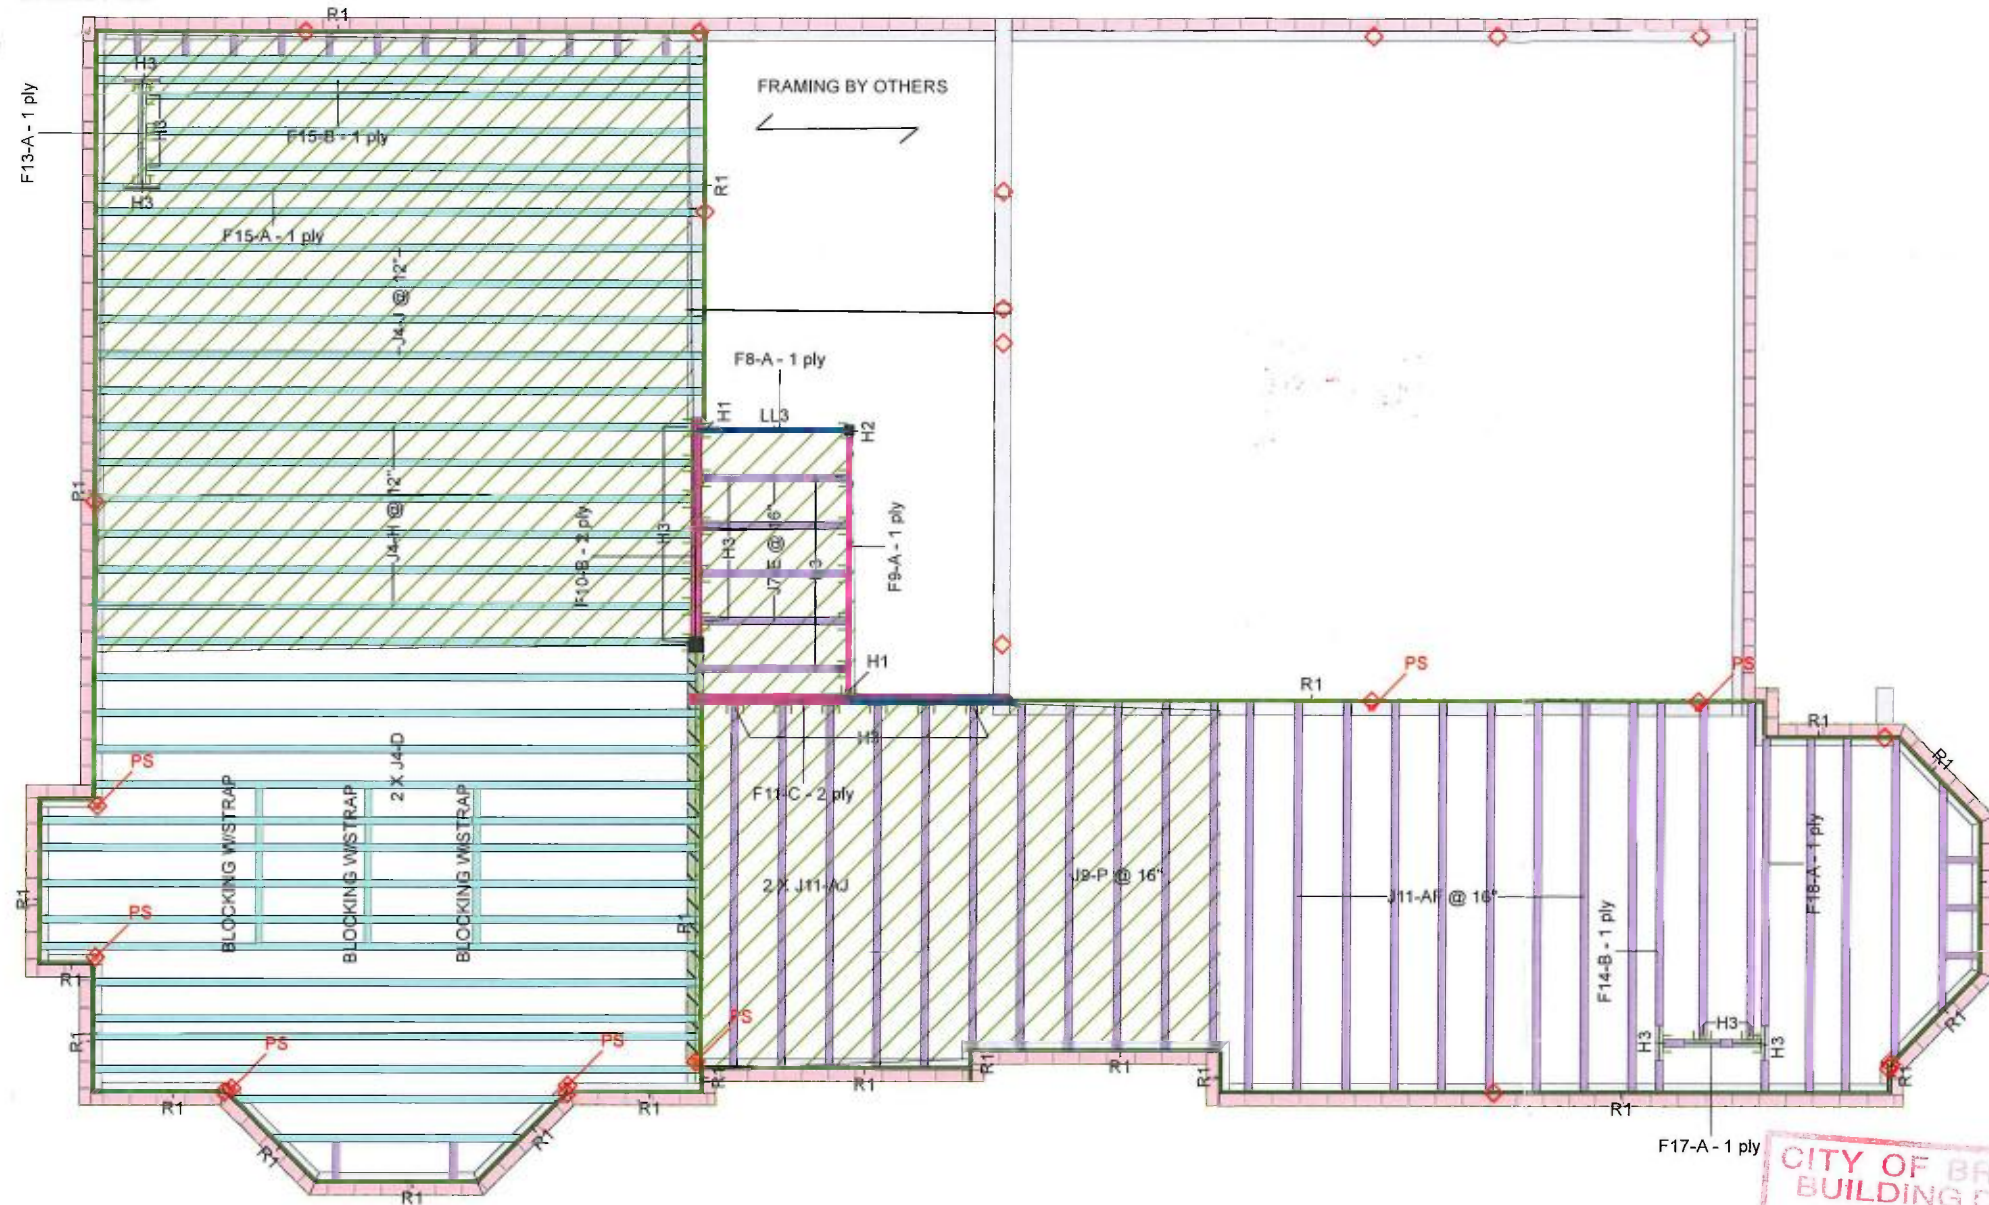 R1
H3
F13-A - 1 ply
H3
F15-B - 1 ply
H3
F15-A - 1 ply
R1
FRAMING BY OTHERS
J4-J @ 12"
F8-A - 1 ply
H1
LL3
H2
R1
J4-H @ 12"
F10-B - 2 ply
H3
H3
J7-E @ 16"
H3
F9-A - 1 ply
H1
R1
PS
PS
R1
R1
PS
2 X J4-D
BLOCKING W/STRAP
BLOCKING W/STRAP
BLOCKING W/STRAP
H3
F11-C - 2 ply
2 X J11-AJ
J9-P @ 16"
J11-AF @ 16"
F14-B - 1 ply
F18-A - 1 ply
R1
PS
R1
R1
R1
PS
PS
PS
H3
H3
H3
R1
R1
R1
R1
R1
R1
R1
R1
R1
R1
R1
R1
R1
R1
F17-A - 1 ply
CITY OF BR
BUILDING D